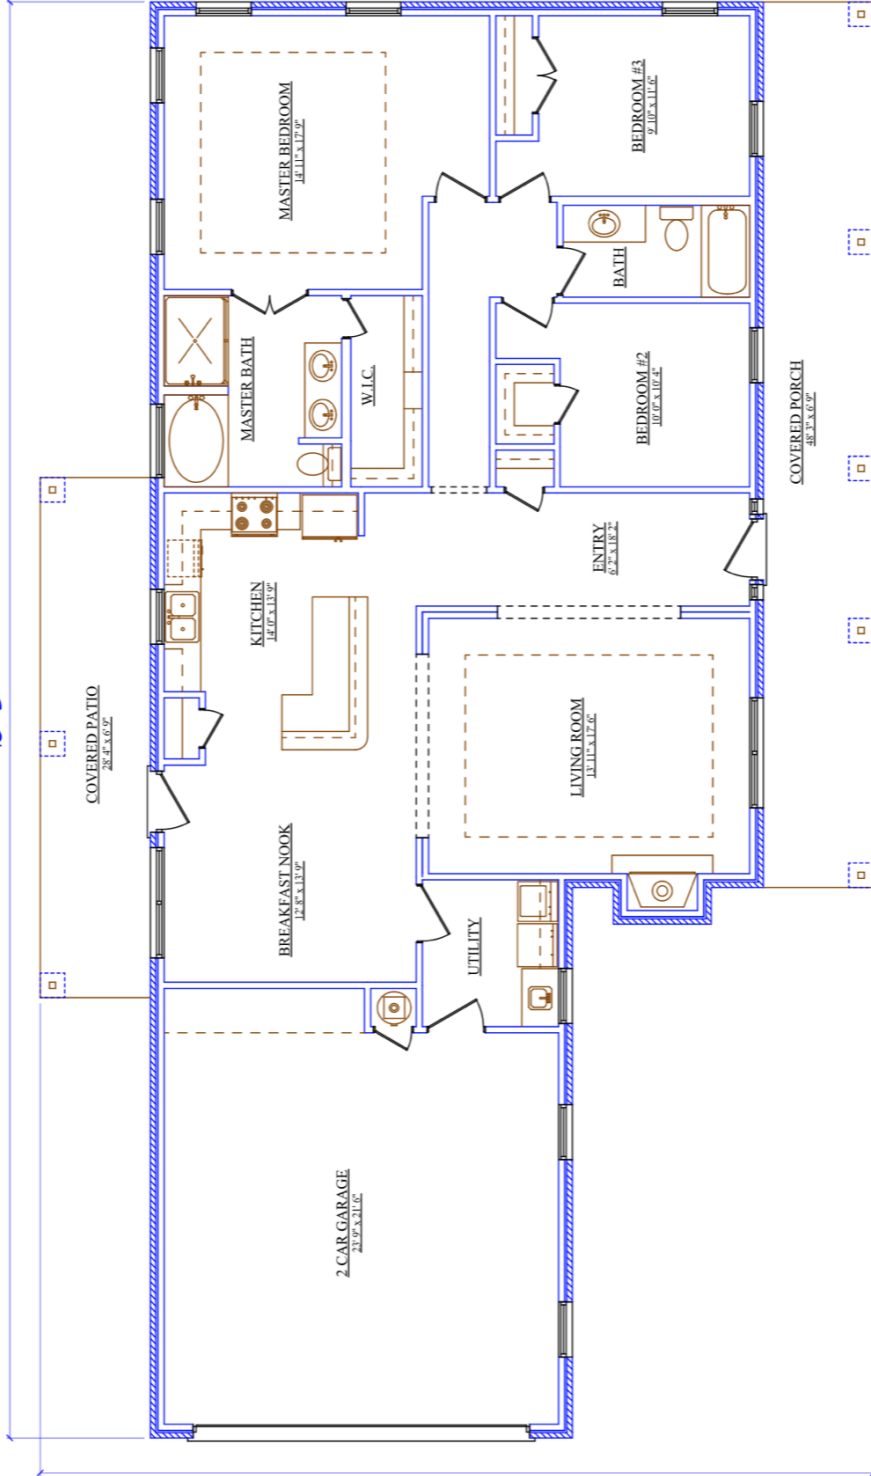 MASTER BEDROOM
14' 11" x 17' 9"
BEDROOM #3
9' 10" x 11' 6"
BATH
MASTER BATH
W.I.C.
BEDROOM #2
10' 0" x 10' 4"
COVERED PORCH
48' 3" x 6' 9"
ENTRY
6' 2" x 18' 2"
KITCHEN
14' 0" x 13' 9"
COVERED PATIO
28' 4" x 6' 9"
LIVING ROOM
13' 11" x 17' 6"
BREAKFAST NOOK
12' 8" x 13' 9"
UTILITY
2 CAR GARAGE
23' 9" x 21' 6"